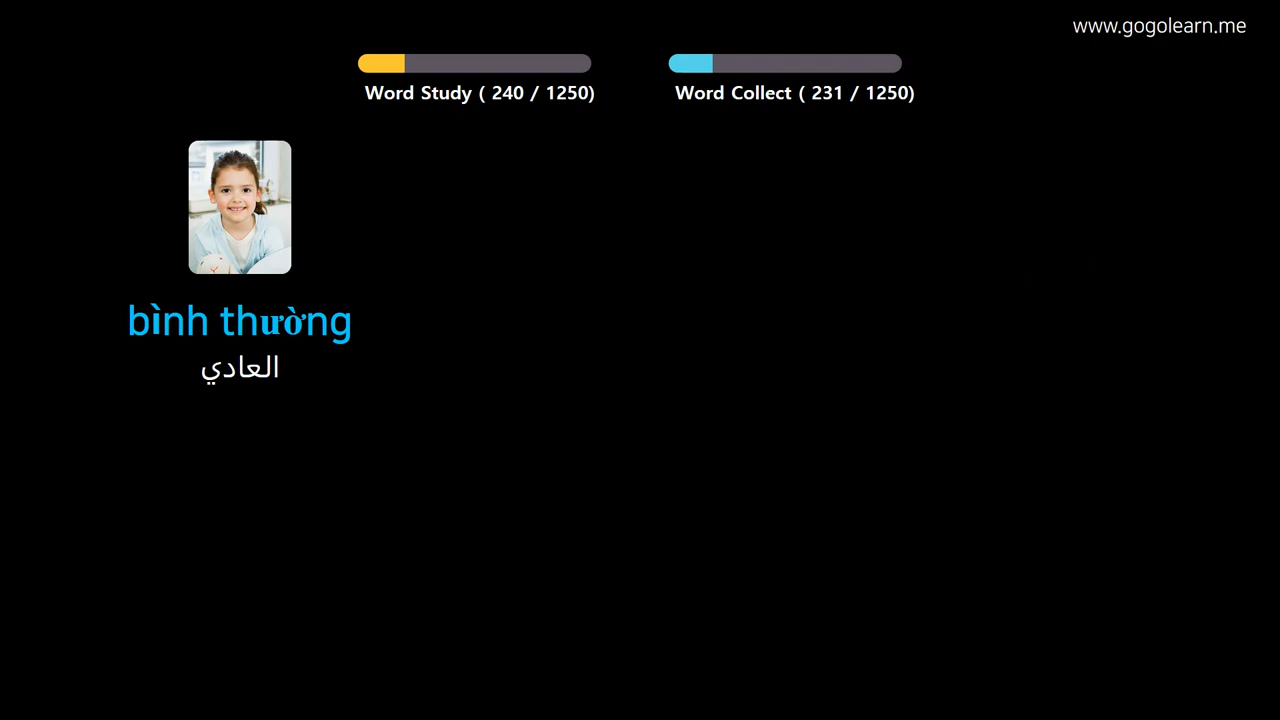 www.gogolearn.me
Word Study ( 240 / 1250)
Word Collect ( 231 / 1250)
bình thường
العادي